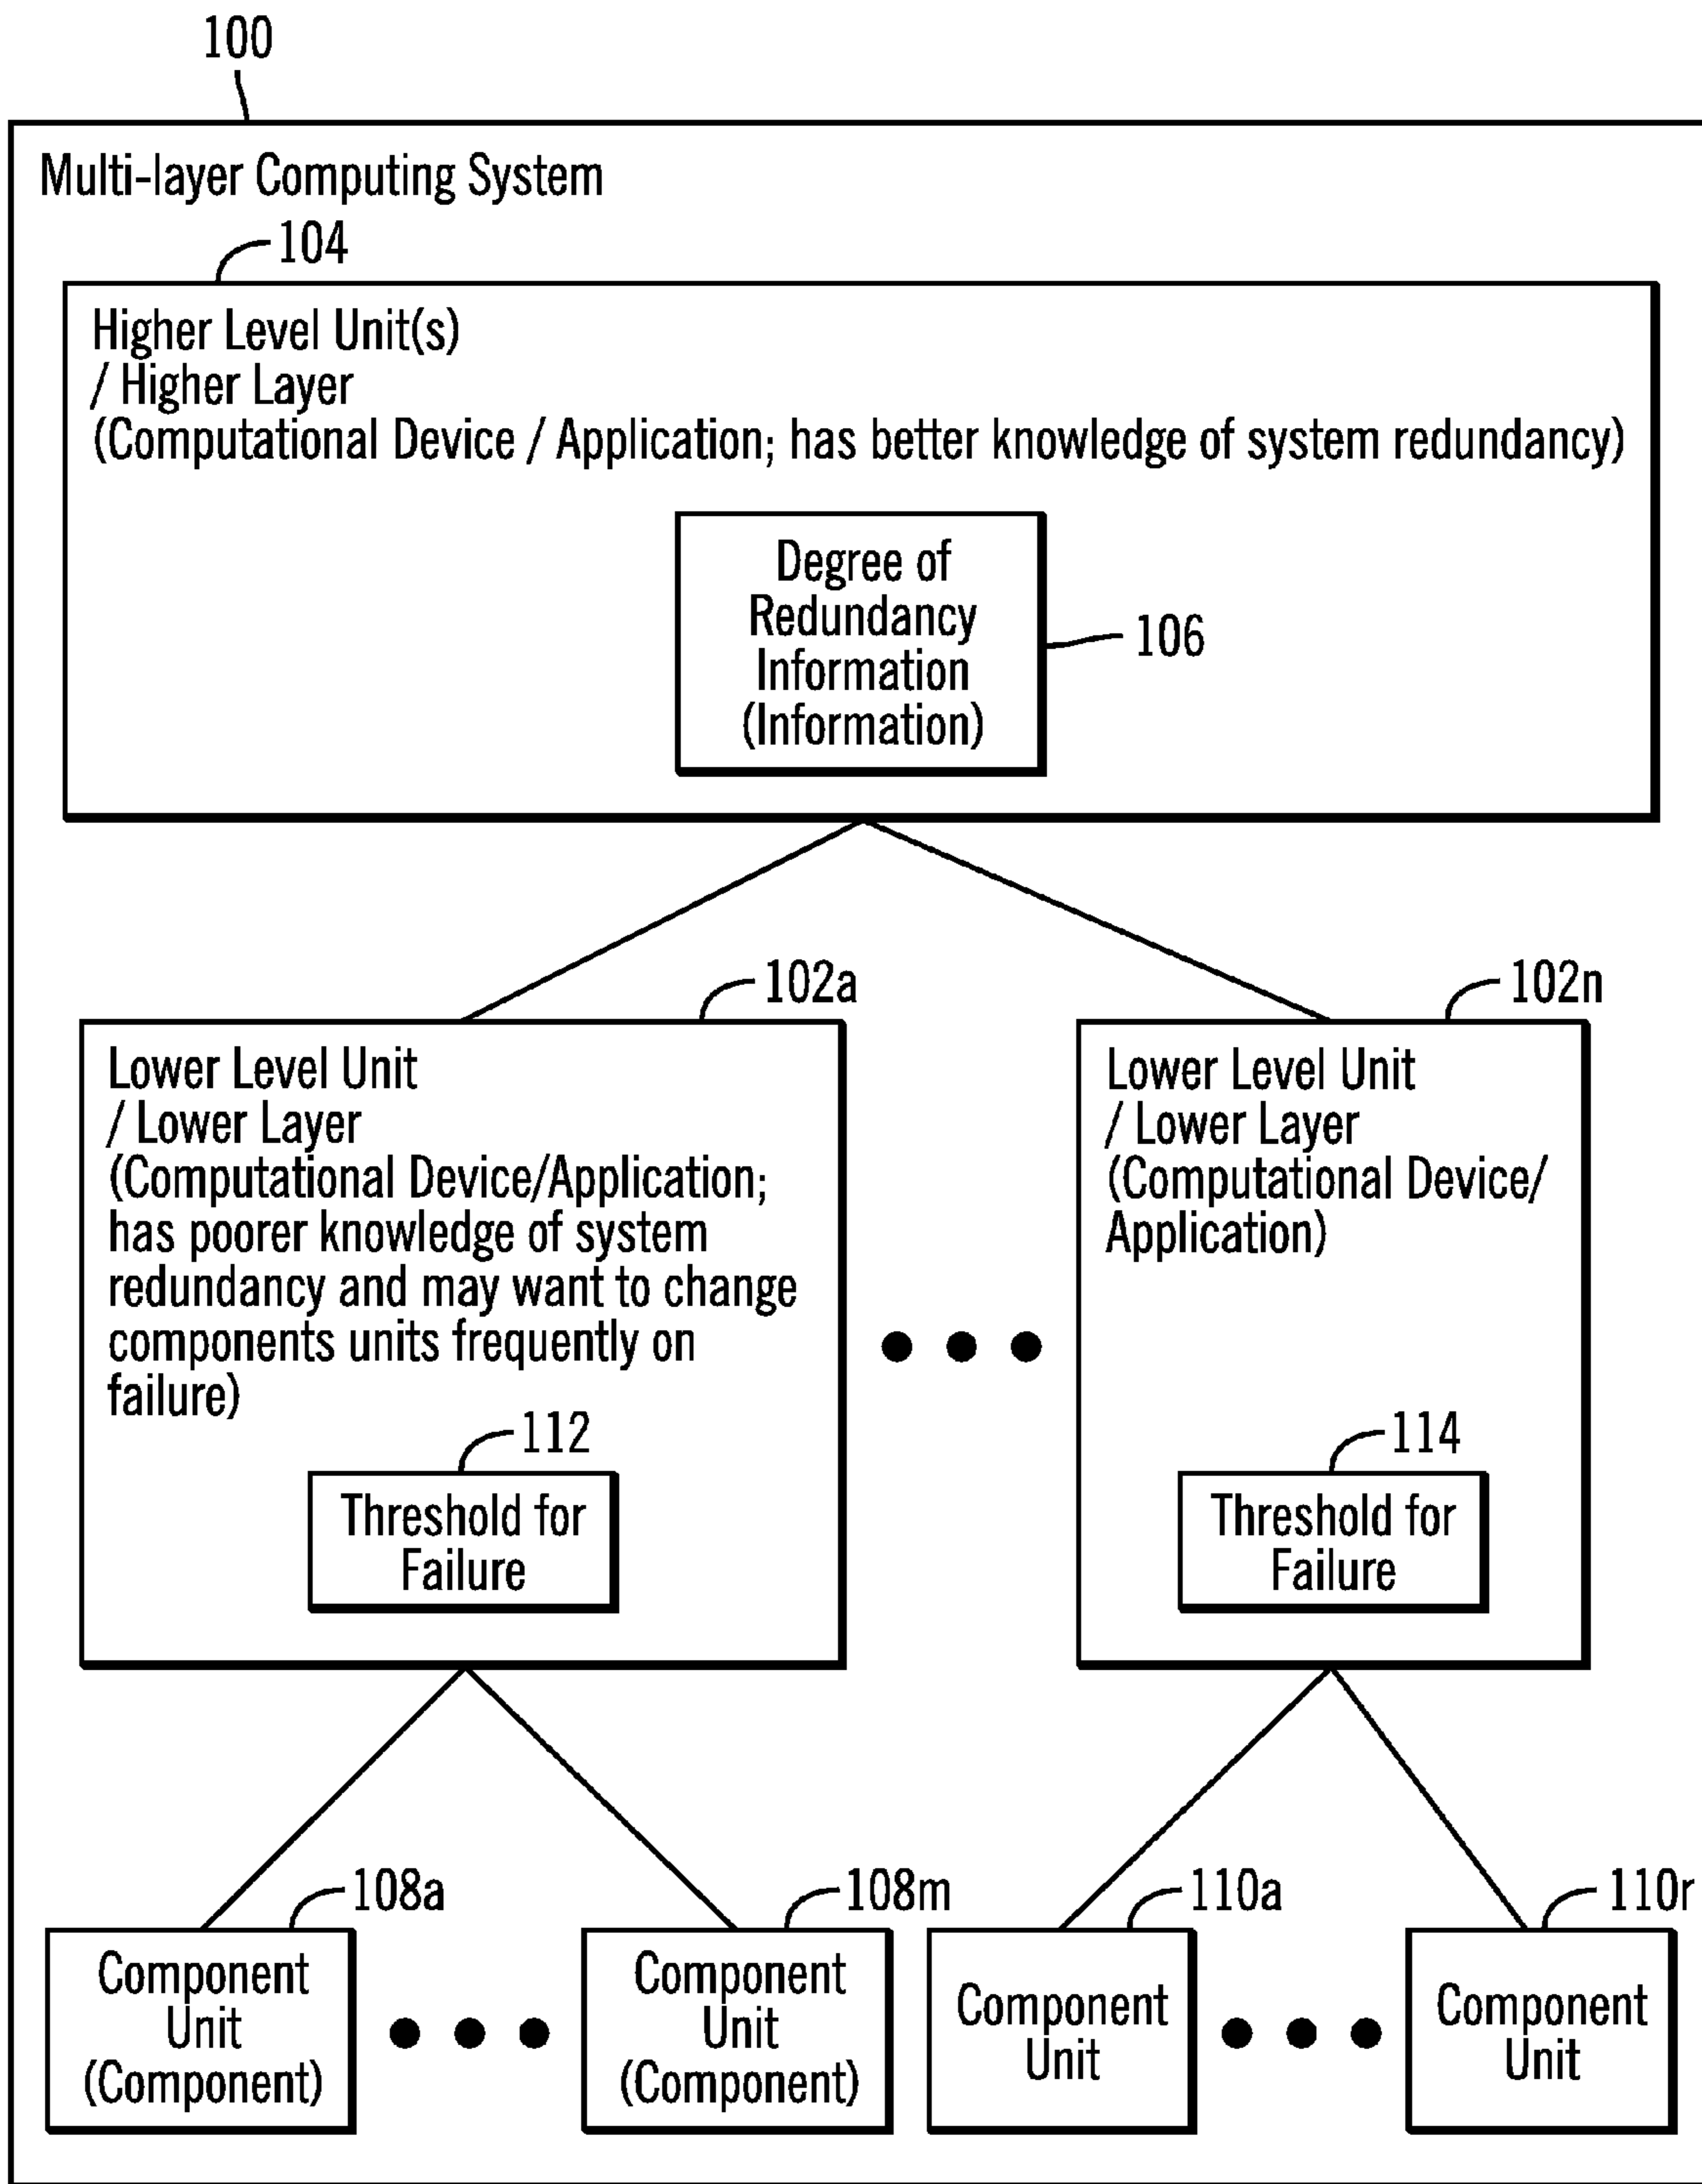 100
Multi-layer Computing System
104
Higher Level Unit(s)
/ Higher Layer
(Computational Device / Application; has better knowledge of system redundancy)
Degree of
Redundancy
Information
(Information)
106
102a
Lower Level Unit
/ Lower Layer
(Computational Device/Application;
has poorer knowledge of system
redundancy and may want to change
components units frequently on
failure)
112
Threshold for
Failure
102n
Lower Level Unit
/ Lower Layer
(Computational Device/
Application)
114
Threshold for
Failure
108a
Component
Unit
(Component)
108m
Component
Unit
(Component)
110a
Component
Unit
110r
Component
Unit